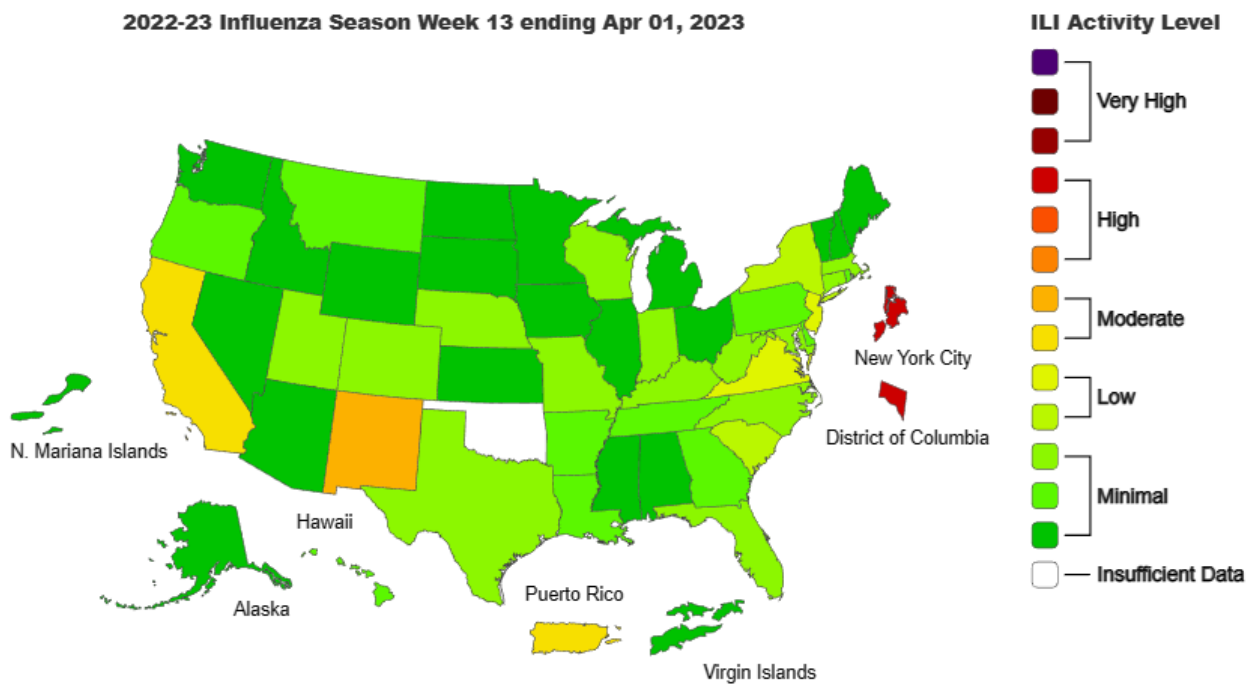 2022-23 Influenza Season Week 13 ending Apr 01, 2023
ILI Activity Level
Very High
High
Moderate
Low
Minimal
Insufficient Data
New York City
District of Columbia
N. Mariana Islands
Hawaii
Alaska
Puerto Rico
Virgin Islands